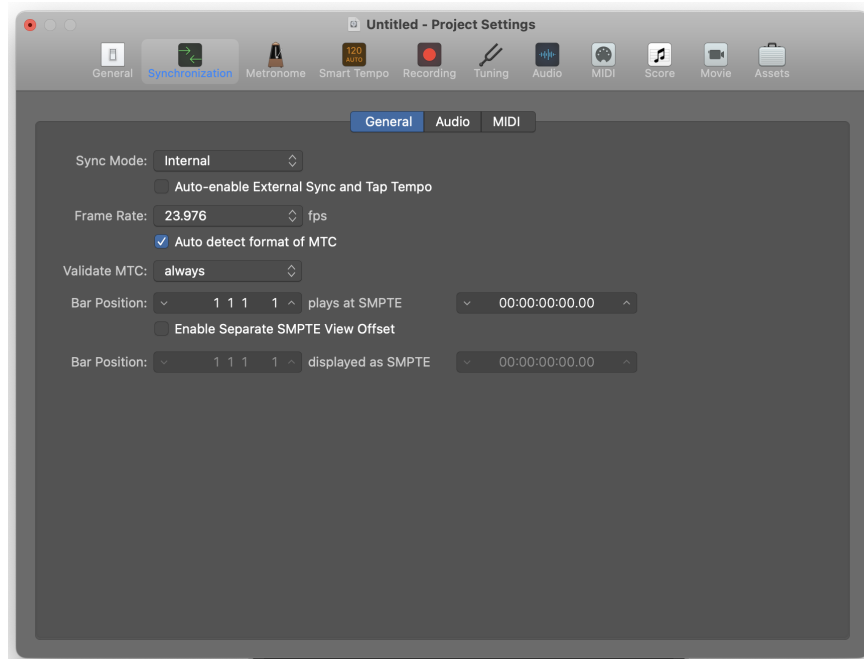 Untitled - Project Settings
120
AUTO
General Synchronization Metronome Smart Tempo Recording Tuning Audio MIDI Score Movie Assets
General Audio MIDI
Sync Mode: Internal
Auto-enable External Sync and Tap Tempo
Frame Rate: 23.976 fps
Auto detect format of MTC
Validate MTC: always
Bar Position: 1 1 1 1 plays at SMPTE 00:00:00:00.00
Enable Separate SMPTE View Offset
Bar Position: 1 1 1 1 displayed as SMPTE 00:00:00:00.00